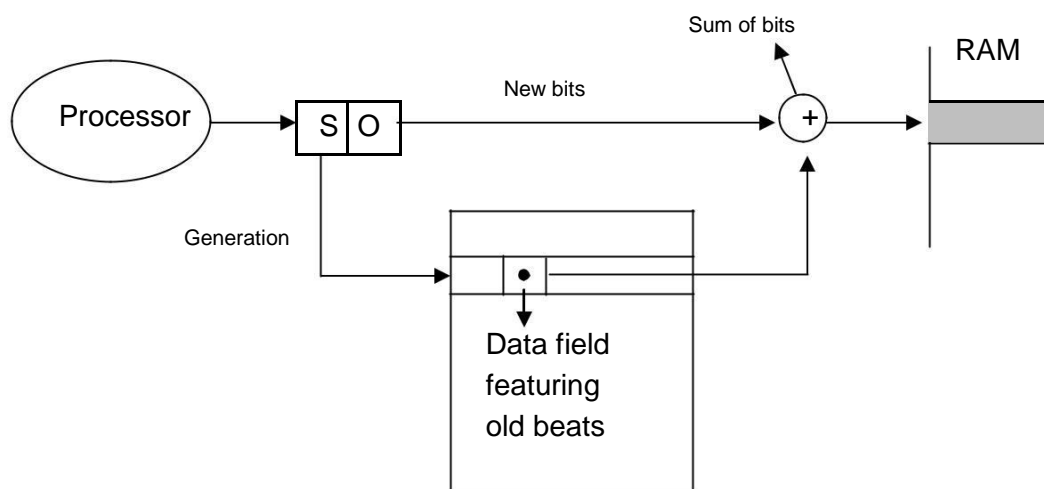 Sum of bits
RAM
New bits
Processor
S O
+
Generation
Data field
featuring
old beats